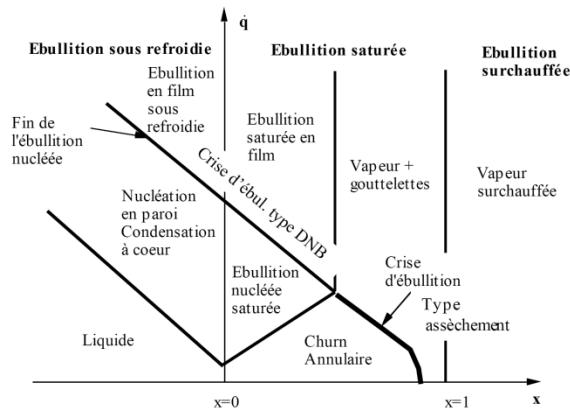 q̇
Ebullition sous refroidie
Ebullition saturée
Ebullition
surchauffée
Ebullition
en film
sous
refroidie
Fin de
l'ébullition
nucléée
Ebullition
saturée en
film
Crise d'ébul. type DNB
Vapeur +
gouttelettes
Vapeur
surchauffée
Nucléation
en paroi
Condensation
à coeur
Ebullition
nucléée
saturée
Crise
d'ébullition
Type
assèchement
Liquide
Churn
Annulaire
x=0
x=1
x